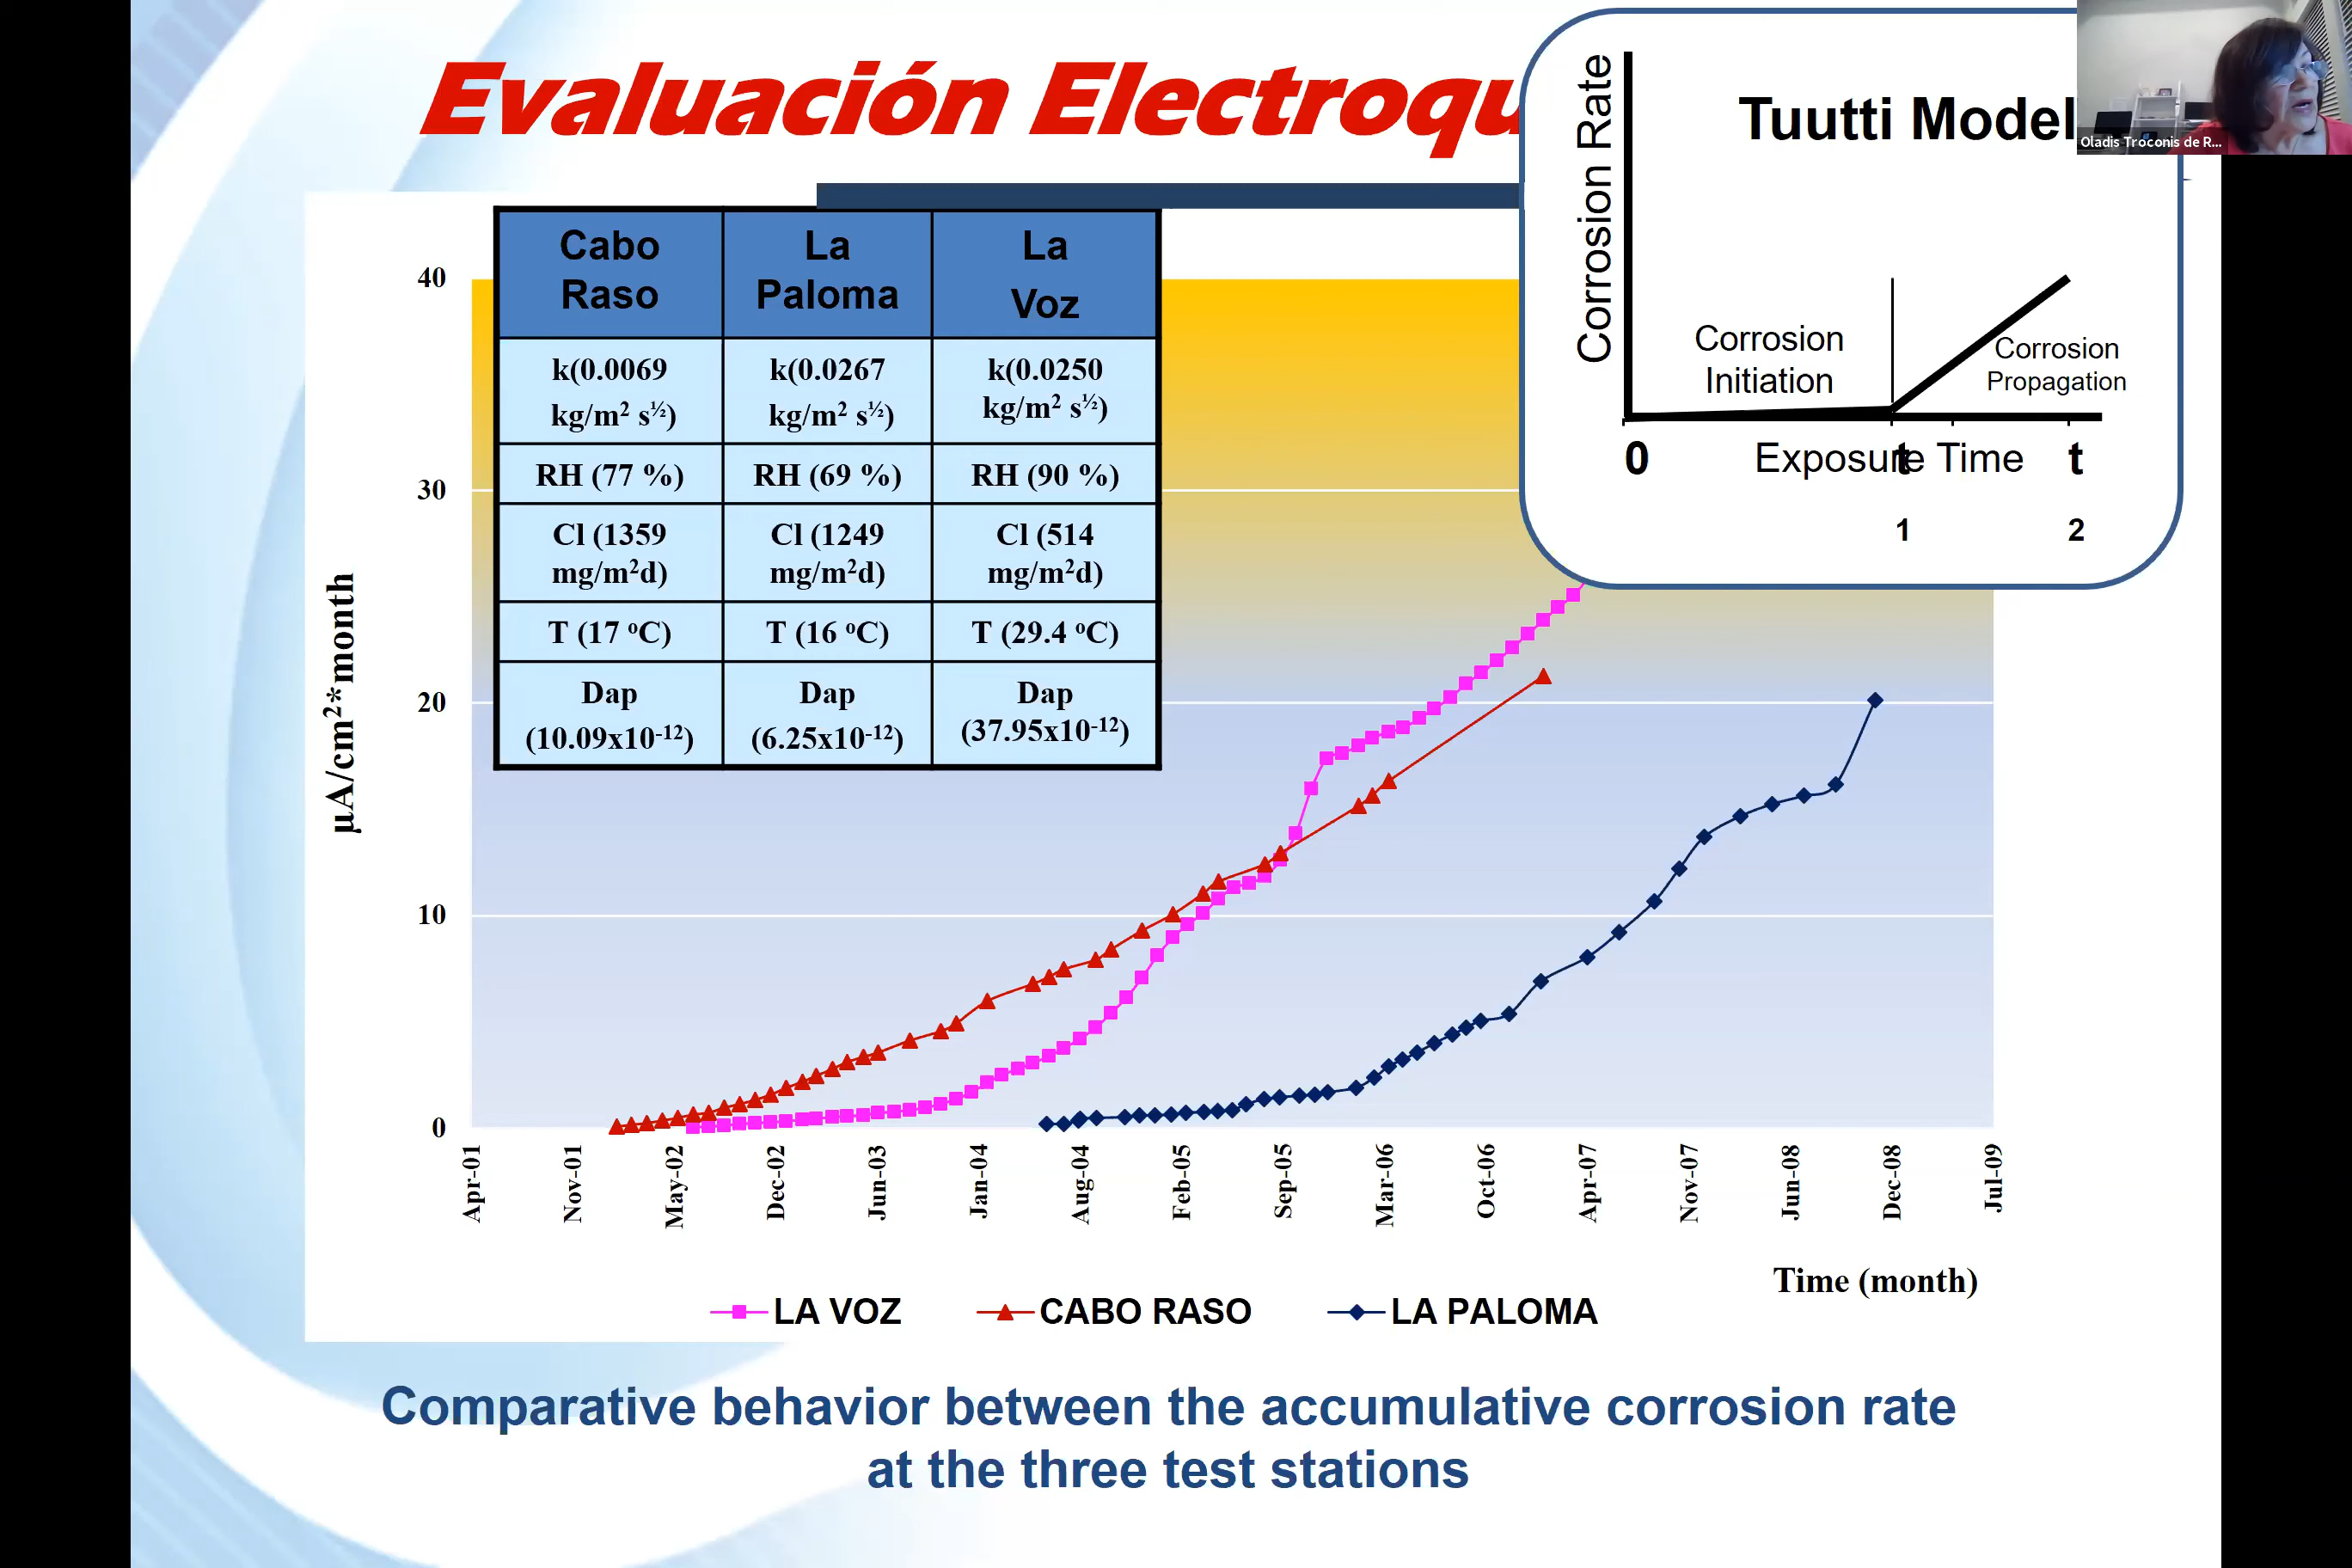 Evaluación Electroqu
Cabo
Raso
La
Paloma
La
Voz
k(0.0069
kg/m² s½)
k(0.0267
kg/m² s½)
k(0.0250
kg/m² s½)
RH (77 %)
RH (69 %)
RH (90 %)
Cl (1359
mg/m²d)
Cl (1249
mg/m²d)
Cl (514
mg/m²d)
T (17 ºC)
T (16 ºC)
T (29.4 ºC)
Dap
(10.09x10⁻¹²)
Dap
(6.25x10⁻¹²)
Dap
(37.95x10⁻¹²)
Tuutti Model
Corrosion Rate
Corrosion
Initiation
Corrosion
Propagation
0
Exposure Time
t
1
t
2
Oladis Troconis de R...
µA/cm²*month
40
30
20
10
0
Apr-01
Nov-01
May-02
Dec-02
Jun-03
Jan-04
Aug-04
Feb-05
Sep-05
Mar-06
Oct-06
Apr-07
Nov-07
Jun-08
Dec-08
Jul-09
Time (month)
LA VOZ
CABO RASO
LA PALOMA
Comparative behavior between the accumulative corrosion rate
at the three test stations